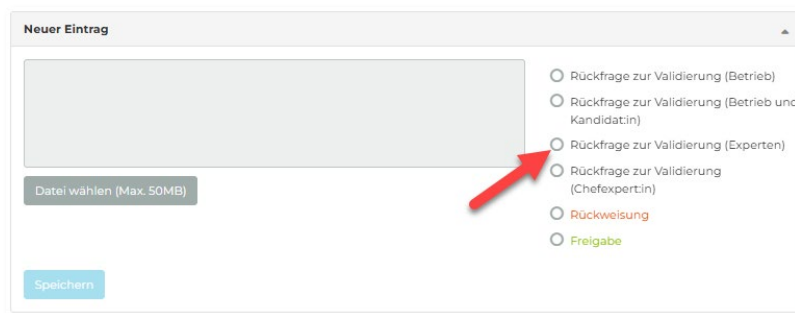 Neuer Eintrag
Rückfrage zur Validierung (Betrieb)
Rückfrage zur Validierung (Betrieb und
Kandidat:in)
Rückfrage zur Validierung (Experten)
Rückfrage zur Validierung
(Chefexpert:in)
Rückweisung
Freigabe
Datei wählen (Max. 50MB)
Speichern